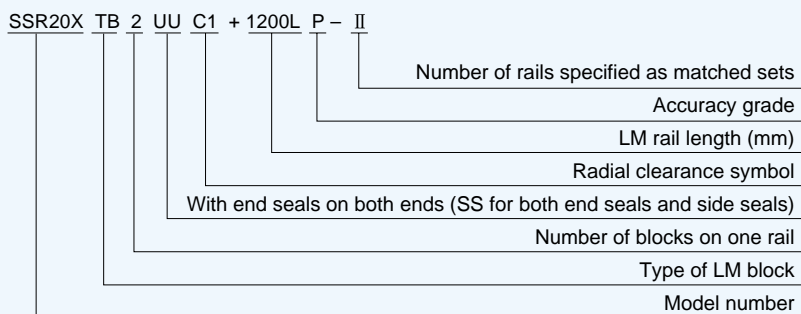 SSR20X TB 2 UU C1 + 1200L P – Ⅱ
Number of rails specified as matched sets
Accuracy grade
LM rail length (mm)
Radial clearance symbol
With end seals on both ends (SS for both end seals and side seals)
Number of blocks on one rail
Type of LM block
Model number